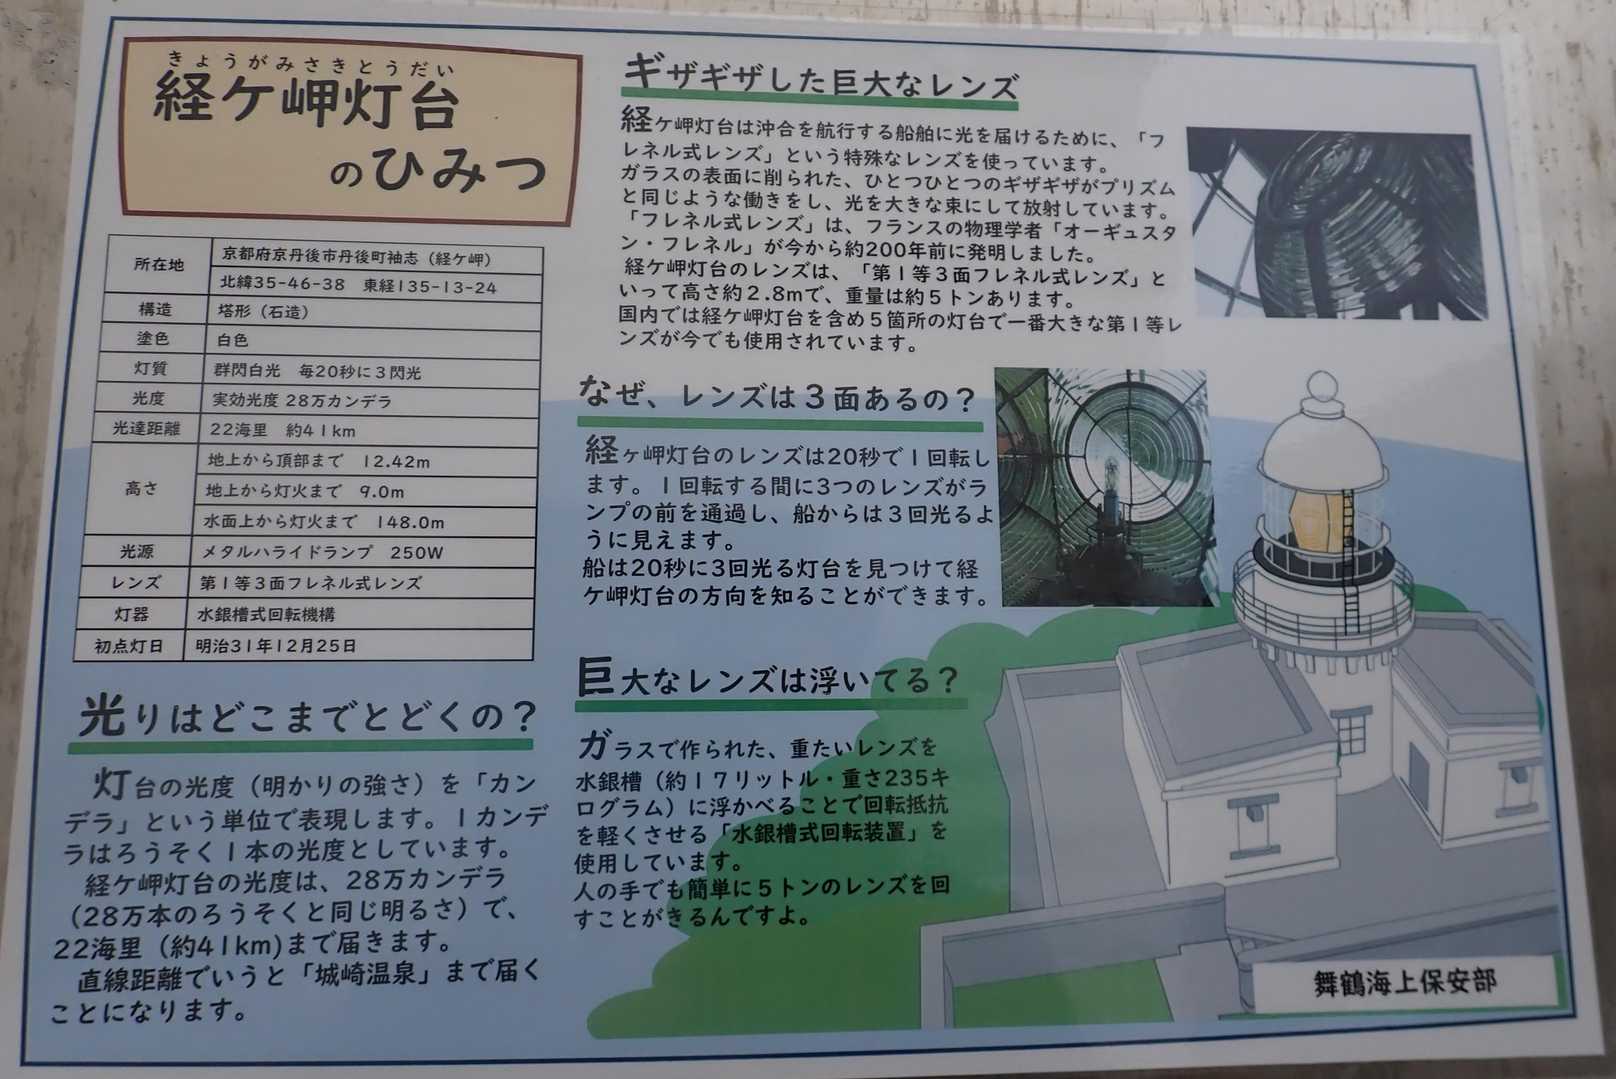 きょうがみさきとうだい
経ケ岬灯台
のひみつ
所在地 京都府京丹後市丹後町袖志（経ケ岬）
北緯35-46-38 東経135-13-24
構造 塔形（石造）
塗色 白色
灯質 群閃白光 毎20秒に3閃光
光度 実効光度 28万カンデラ
光達距離 22海里 約41km
高さ 地上から頂部まで 12.42m
地上から灯火まで 9.0m
水面上から灯火まで 148.0m
光源 メタルハライドランプ 250W
レンズ 第1等3面フレネル式レンズ
灯器 水銀槽式回転機構
初点灯日 明治31年12月25日
光りはどこまでとどくの？
灯台の光度（明かりの強さ）を「カン
デラ」という単位で表現します。1カンデ
ラはろうそく1本の光度としています。
経ケ岬灯台の光度は、28万カンデラ
（28万本のろうそくと同じ明るさ）で、
22海里（約41km)まで届きます。
直線距離でいうと「城崎温泉」まで届く
ことになります。
ギザギザした巨大なレンズ
経ケ岬灯台は沖合を航行する船舶に光を届けるために、「フ
レネル式レンズ」という特殊なレンズを使っています。
ガラスの表面に削られた、ひとつひとつのギザギザがプリズム
と同じような働きをし、光を大きな束にして放射しています。
「フレネル式レンズ」は、フランスの物理学者「オーギュスタ
ン・フレネル」が今から約200年前に発明しました。
経ケ岬灯台のレンズは、「第1等3面フレネル式レンズ」と
いって高さ約2.8mで、重量は約5トンあります。
国内では経ケ岬灯台を含め5箇所の灯台で一番大きな第1等レ
ンズが今でも使用されています。
なぜ、レンズは3面あるの？
経ヶ岬灯台のレンズは20秒で1回転し
ます。1回転する間に3つのレンズがラ
ンプの前を通過し、船からは3回光るよ
うに見えます。
船は20秒に3回光る灯台を見つけて経
ケ岬灯台の方向を知ることができます。
巨大なレンズは浮いてる？
ガラスで作られた、重たいレンズを
水銀槽（約17リットル・重さ235キ
ログラム）に浮かべることで回転抵抗
を軽くさせる「水銀槽式回転装置」を
使用しています。
人の手でも簡単に5トンのレンズを回
すことがきるんですよ。
舞鶴海上保安部